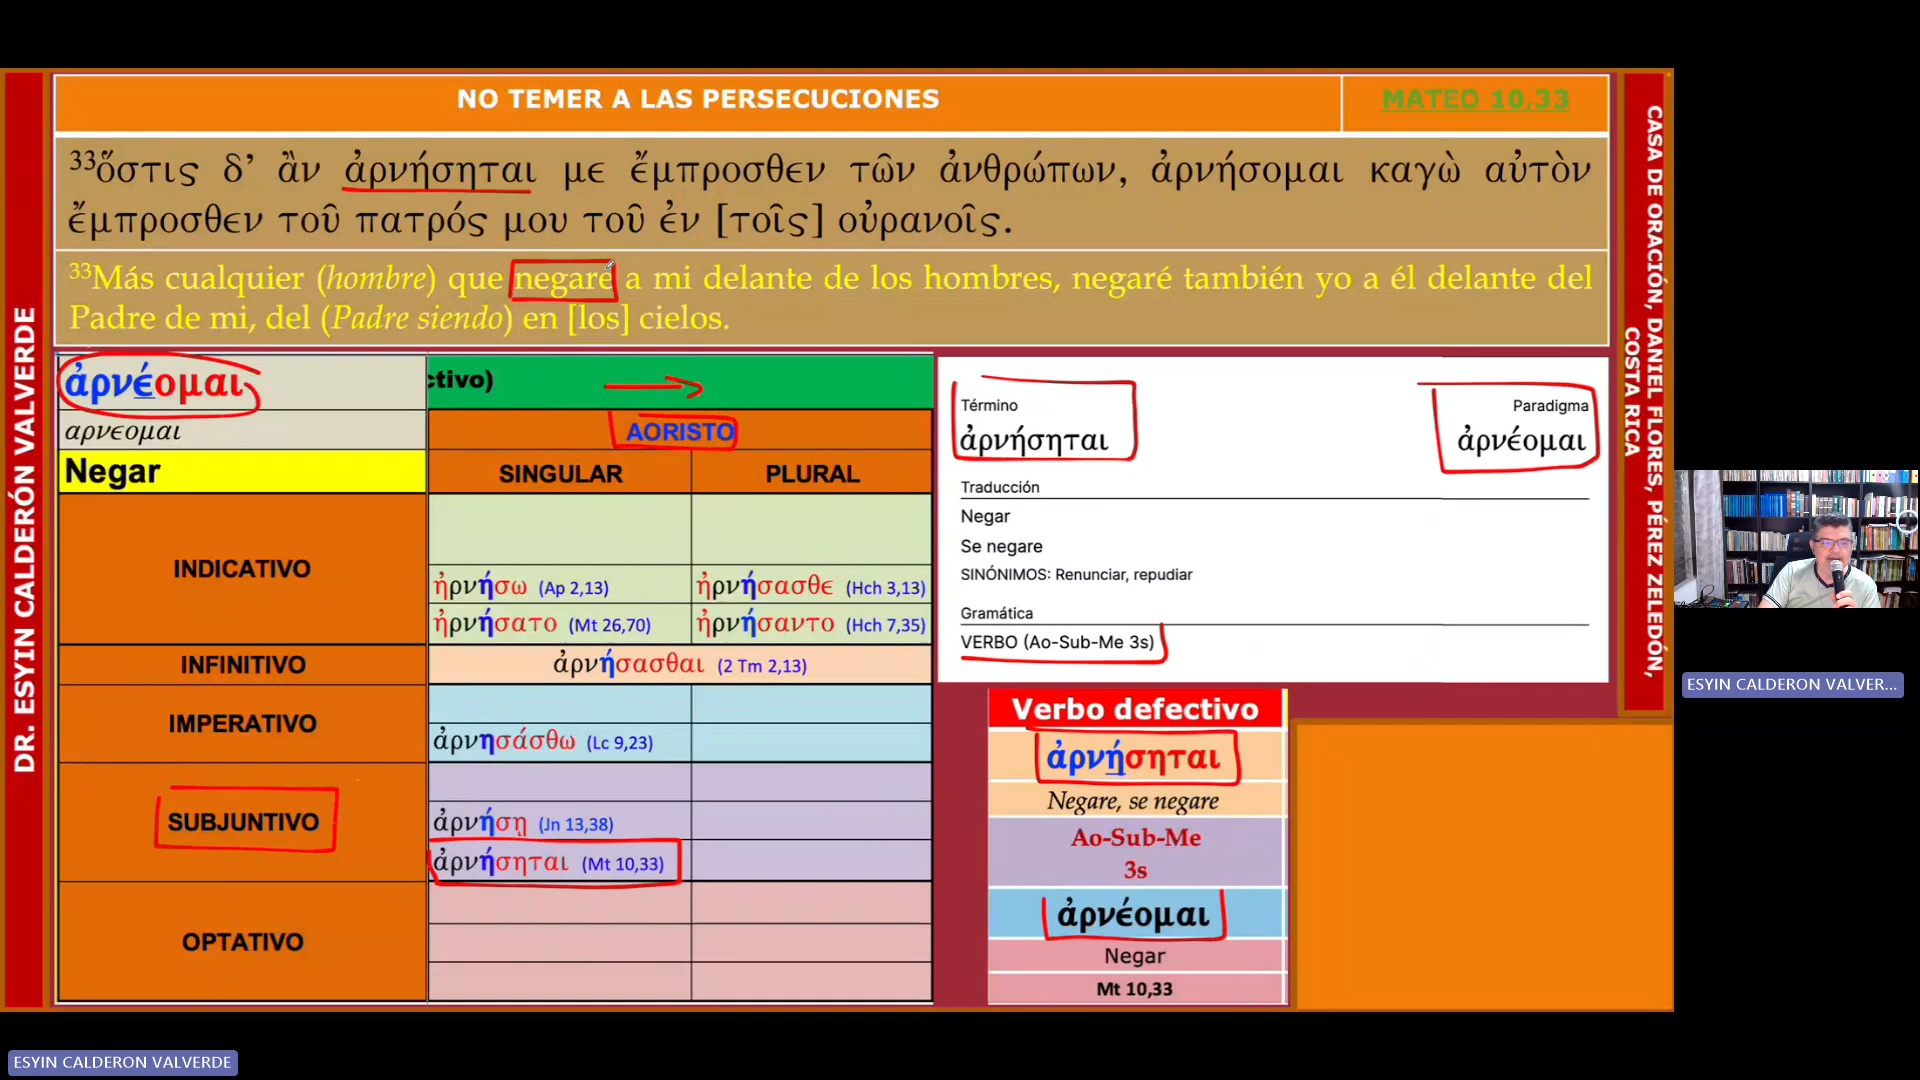 NO TEMER A LAS PERSECUCIONES
MATEO 10,33
³³ὅστις δ’ ἂν ἀρνήσηται με ἔμπροσθεν τῶν ἀνθρώπων, ἀρνήσομαι καγὼ αὐτὸν
ἔμπροσθεν τοῦ πατρός μου τοῦ ἐν [τοῖς] οὐρανοῖς.
³³Más cualquier (hombre) que negaré a mi delante de los hombres, negaré también yo a él delante del
Padre de mi, del (Padre siendo) en [los] cielos.
DR. ESYIN CALDERÓN VALVERDE
CASA DE ORACIÓN, DANIEL FLORES, PÉREZ ZELEDÓN,
COSTA RICA
ἀρνέομαι
ctivo)
αρνεομαι
AORISTO
Negar
SINGULAR
PLURAL
INDICATIVO
ἠρνήσω (Ap 2,13)
ἠρνήσασθε (Hch 3,13)
ἠρνήσατο (Mt 26,70)
ἠρνήσαντο (Hch 7,35)
INFINITIVO
ἀρνήσασθαι (2 Tm 2,13)
IMPERATIVO
ἀρνησάσθω (Lc 9,23)
SUBJUNTIVO
ἀρνήσῃ (Jn 13,38)
ἀρνήσηται (Mt 10,33)
OPTATIVO
Término
Paradigma
ἀρνήσηται
ἀρνέομαι
Traducción
Negar
Se negare
SINÓNIMOS: Renunciar, repudiar
Gramática
VERBO (Ao-Sub-Me 3s)
Verbo defectivo
ἀρνήσηται
Negare, se negare
Ao-Sub-Me
3s
ἀρνέομαι
Negar
Mt 10,33
ESYIN CALDERON VALVER...
ESYIN CALDERON VALVERDE